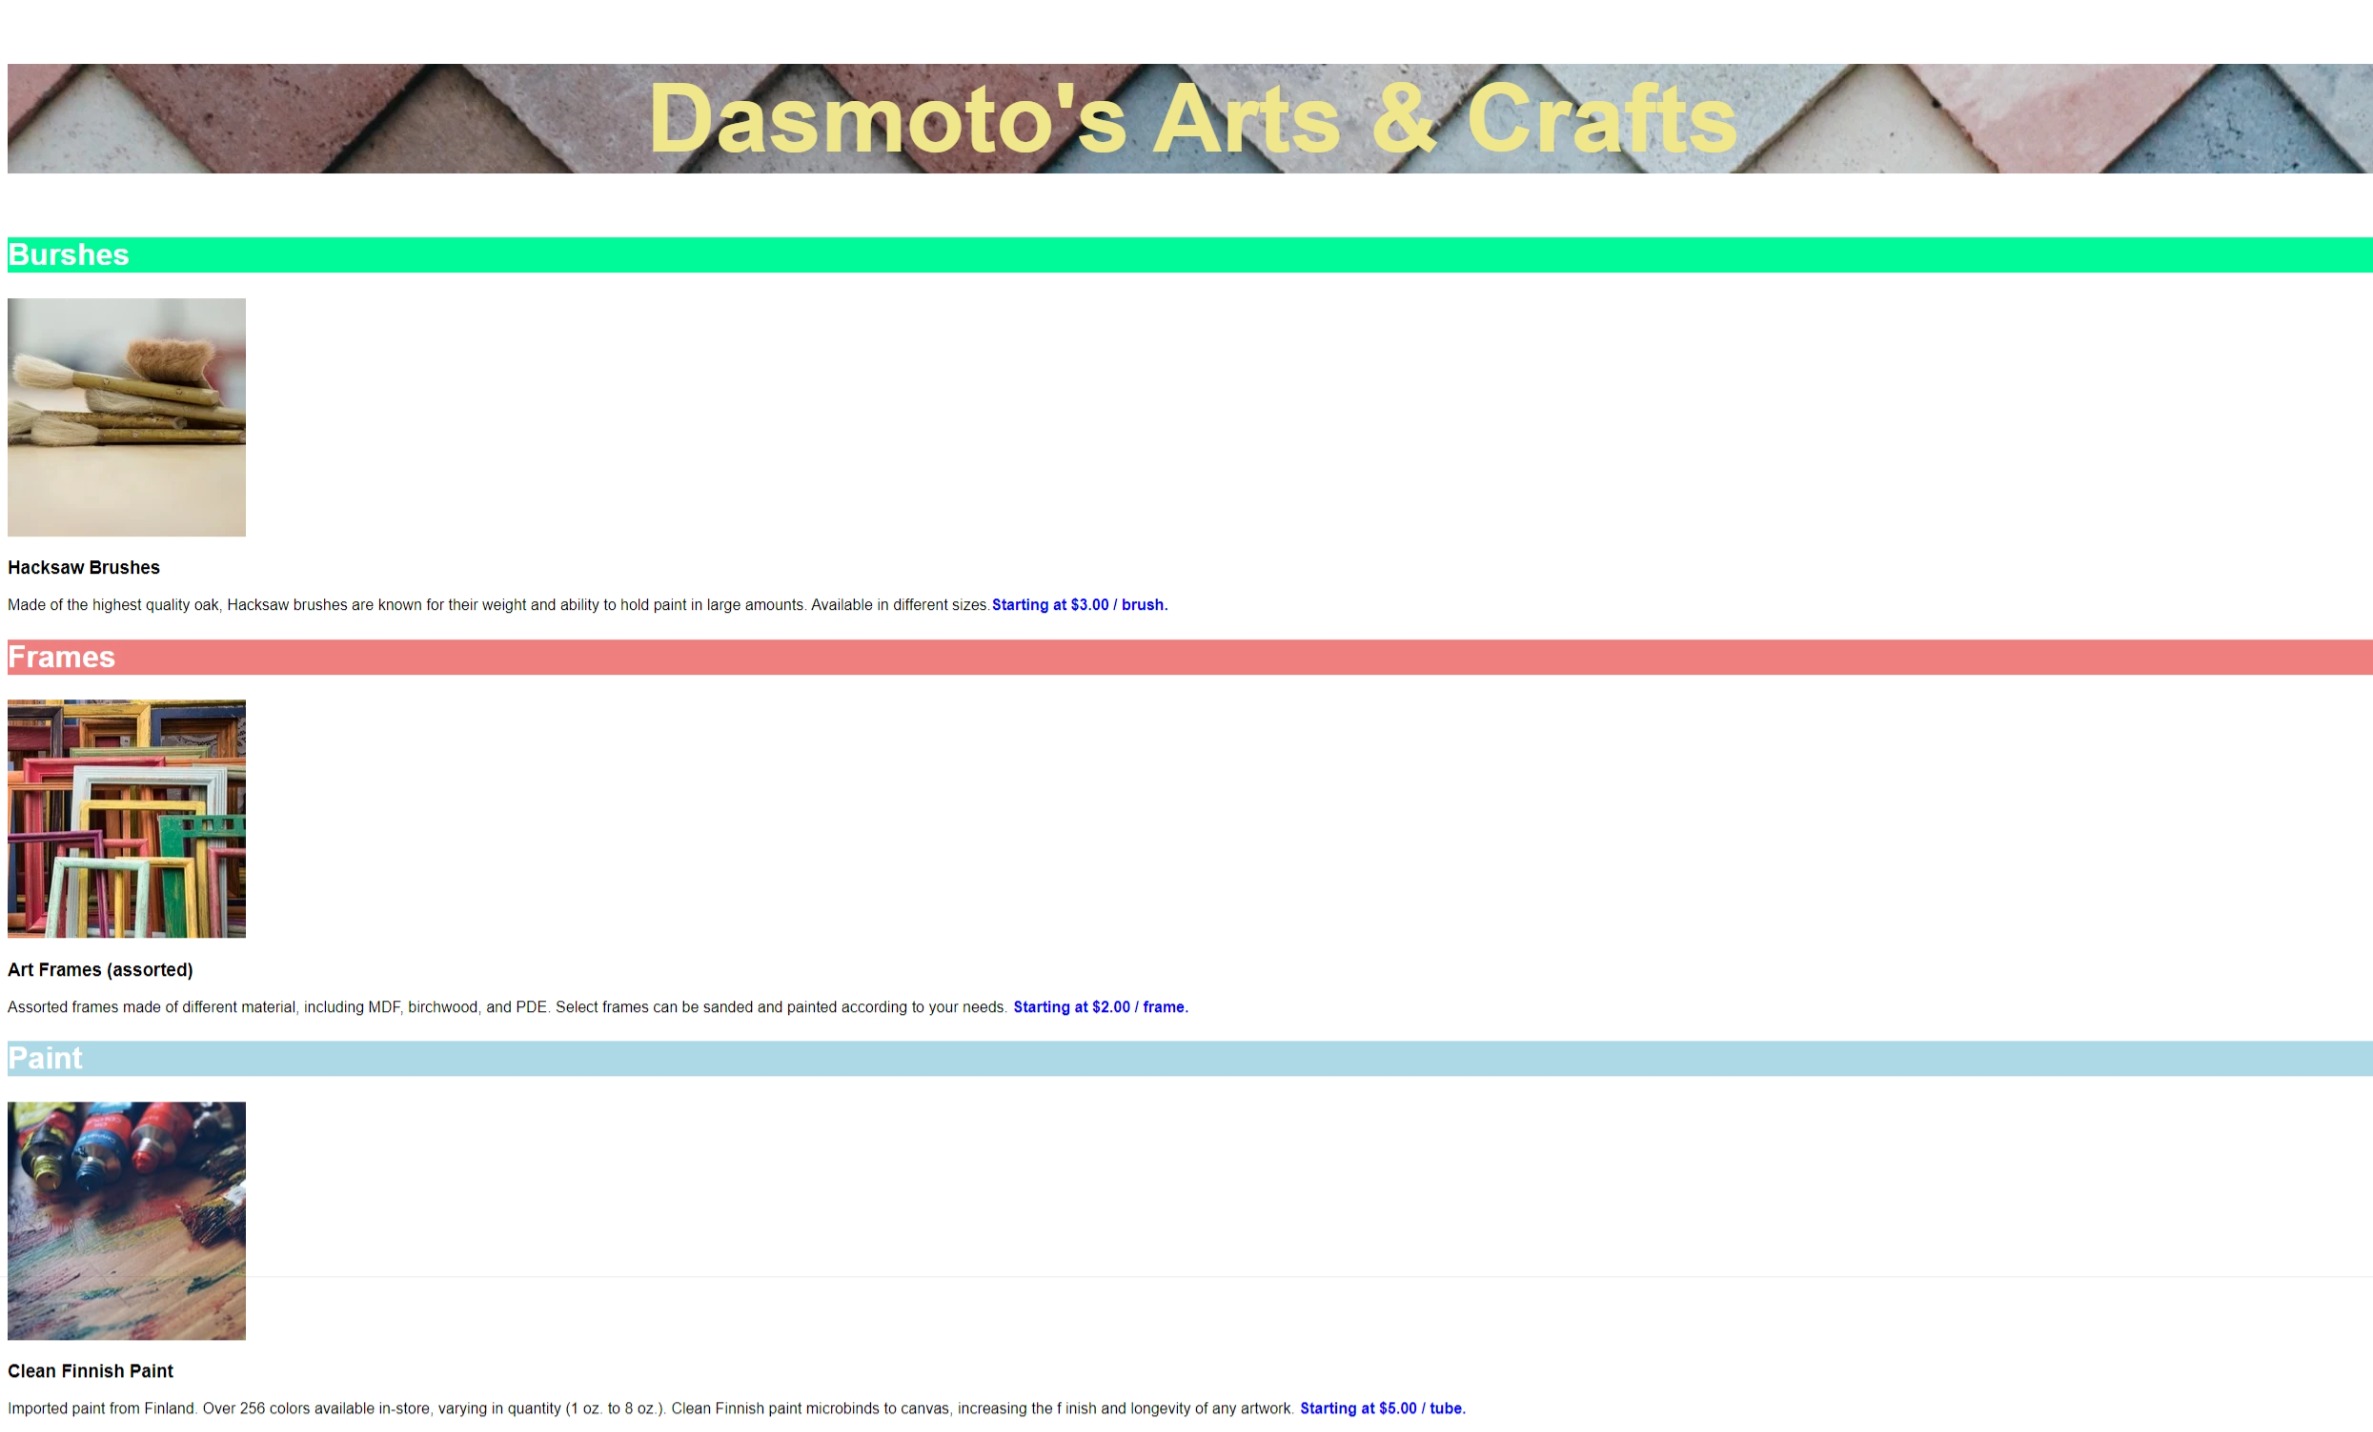 Dasmoto's Arts & Crafts
Burshes
Hacksaw Brushes
Made of the highest quality oak, Hacksaw brushes are known for their weight and ability to hold paint in large amounts. Available in different sizes.Starting at $3.00 / brush.
Frames
Art Frames (assorted)
Assorted frames made of different material, including MDF, birchwood, and PDE. Select frames can be sanded and painted according to your needs. Starting at $2.00 / frame.
Paint
Clean Finnish Paint
Imported paint from Finland. Over 256 colors available in-store, varying in quantity (1 oz. to 8 oz.). Clean Finnish paint microbinds to canvas, increasing the f inish and longevity of any artwork. Starting at $5.00 / tube.